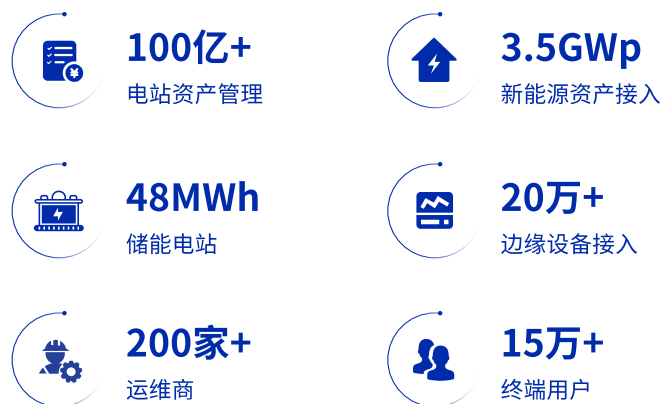 100亿+
电站资产管理
3.5GWp
新能源资产接入
48MWh
储能电站
20万+
边缘设备接入
200家+
运维商
15万+
终端用户